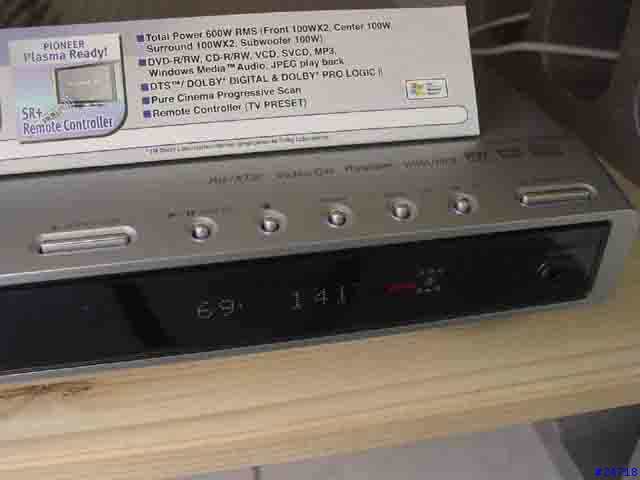 PIONEER
Plasma Ready!
SR+
Remote Controller
Total Power 600W RMS (Front 100WX2, Center 100W,
Surround 100WX2, Subwoofer 100W)
DVD-R/RW, CD-R/RW, VCD, SVCD, MP3,
Windows Media™ Audio, JPEG play back
DTS™/ DOLBY* DIGITAL & DOLBY* PRO LOGIC II
Pure Cinema Progressive Scan
Remote Controller (TV PRESET)
69 141
#24718